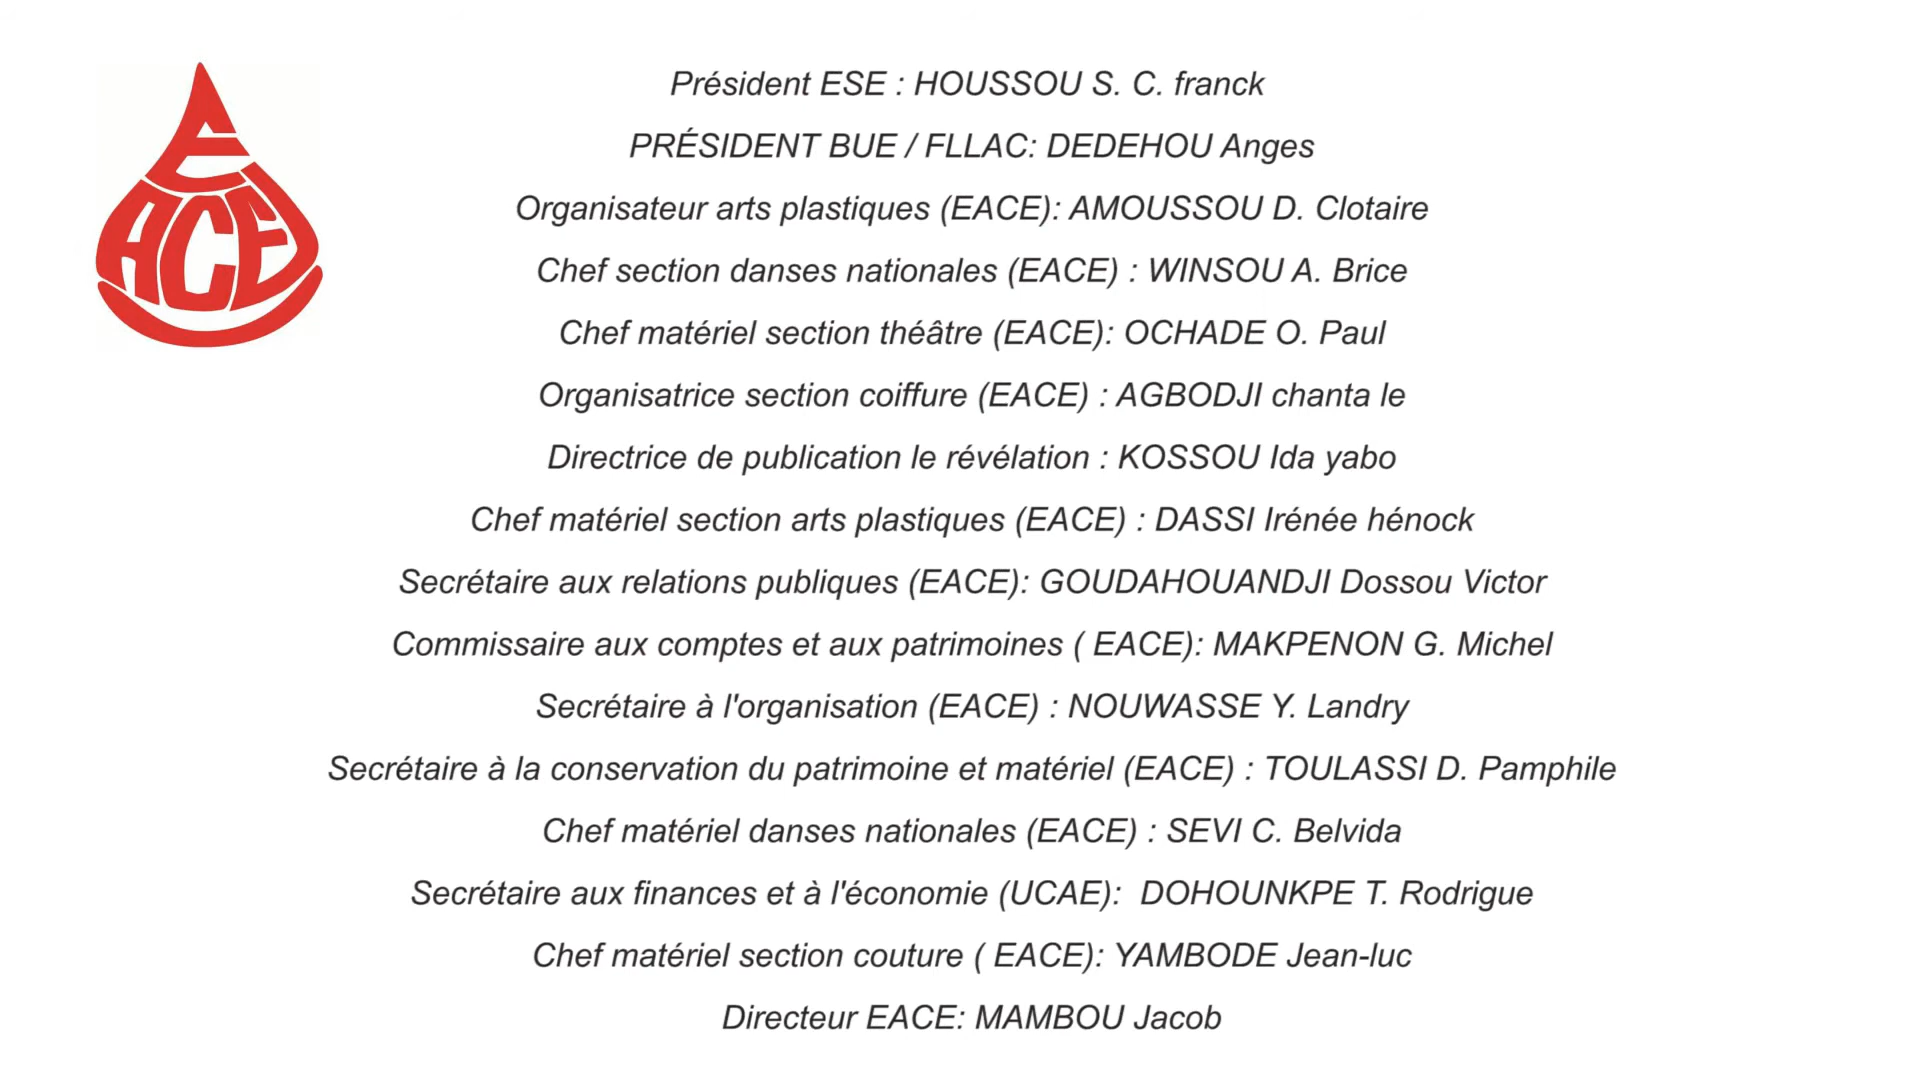 E
ACE
Président ESE : HOUSSOU S. C. franck
PRÉSIDENT BUE / FLLAC: DEDEHOU Anges
Organisateur arts plastiques (EACE): AMOUSSOU D. Clotaire
Chef section danses nationales (EACE) : WINSOU A. Brice
Chef matériel section théâtre (EACE): OCHADE O. Paul
Organisatrice section coiffure (EACE) : AGBODJI chanta le
Directrice de publication le révélation : KOSSOU Ida yabo
Chef matériel section arts plastiques (EACE) : DASSI Irénée hénock
Secrétaire aux relations publiques (EACE): GOUDAHOUANDJI Dossou Victor
Commissaire aux comptes et aux patrimoines ( EACE): MAKPENON G. Michel
Secrétaire à l'organisation (EACE) : NOUWASSE Y. Landry
Secrétaire à la conservation du patrimoine et matériel (EACE) : TOULASSI D. Pamphile
Chef matériel danses nationales (EACE) : SEVI C. Belvida
Secrétaire aux finances et à l'économie (UCAE):  DOHOUNKPE T. Rodrigue
Chef matériel section couture ( EACE): YAMBODE Jean-luc
Directeur EACE: MAMBOU Jacob